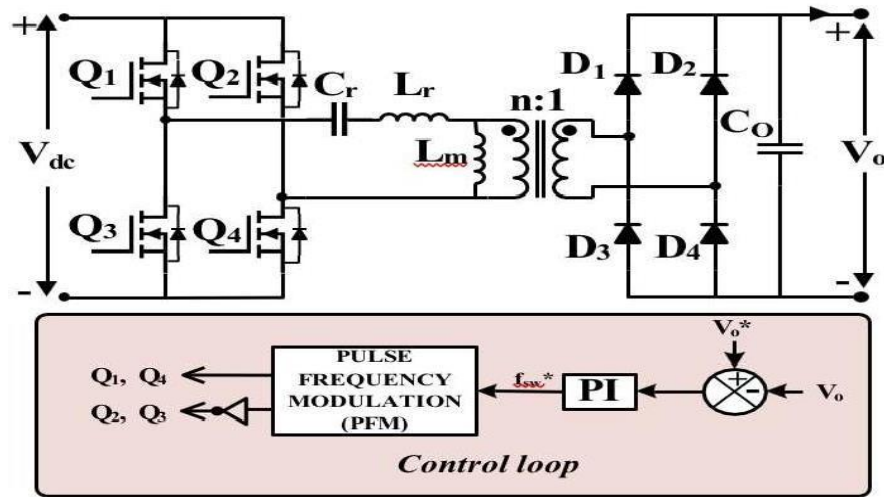 +
+
Q1
Q2
Cr
Lr
n:1
D1
D2
+
Vdc
Lm
CO
Vo
Q3
Q4
D3
D4
-
-
Vo*
PULSE
FREQUENCY
MODULATION
(PFM)
Q1, Q4
Q2, Q3
fsw*
PI
+
-
Vo
Control loop